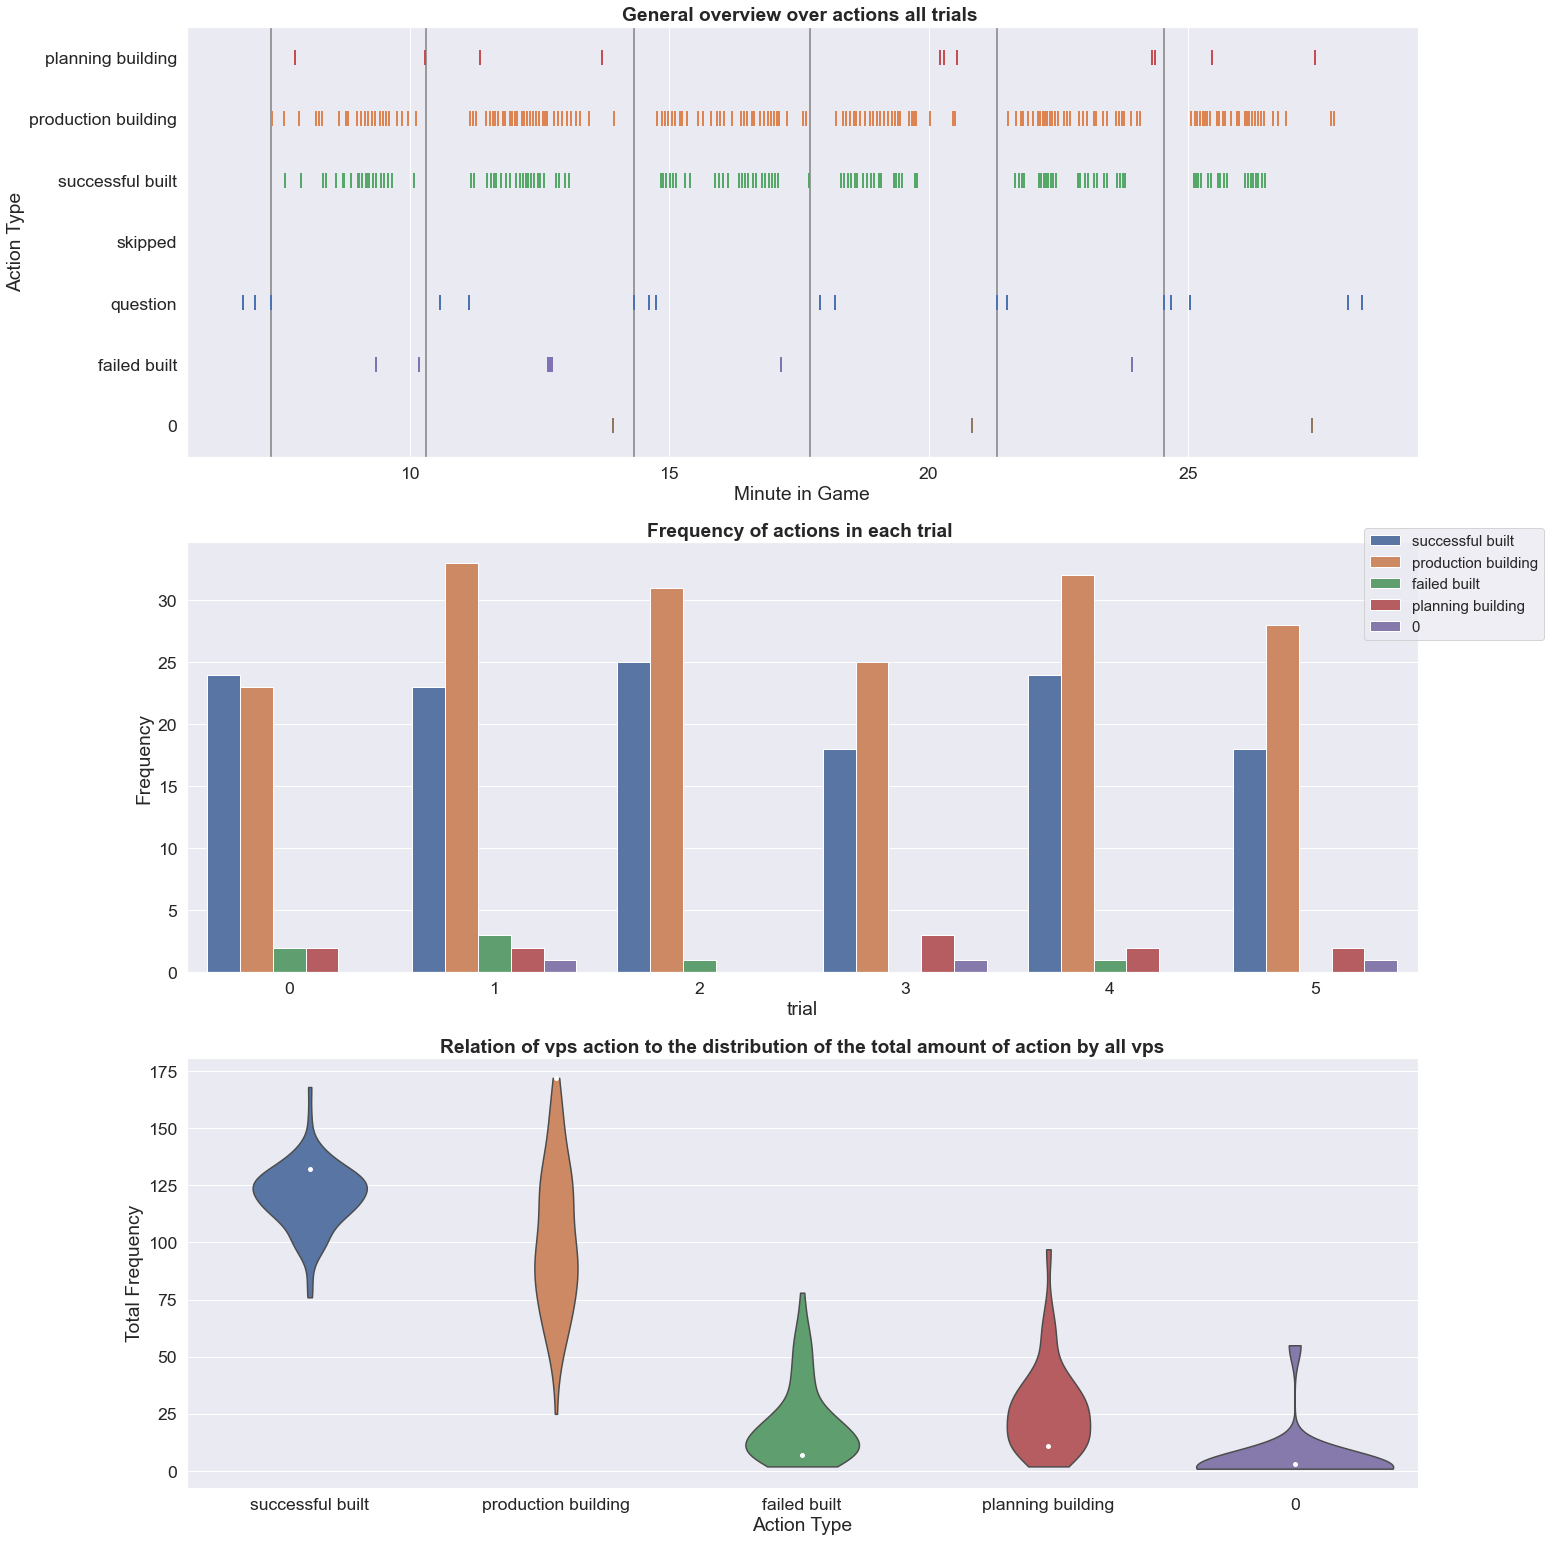 General overview over actions all trials
planning building
production building
successful built
skipped
question
failed built
0
Action Type
10 15 20 25
Minute in Game
Frequency of actions in each trial
successful built
production building
failed built
planning building
0
30
25
20
15
10
5
0
Frequency
0 1 2 3 4 5
trial
Relation of vps action to the distribution of the total amount of action by all vps
175
150
125
100
75
50
25
0
Total Frequency
successful built production building failed built planning building 0
Action Type